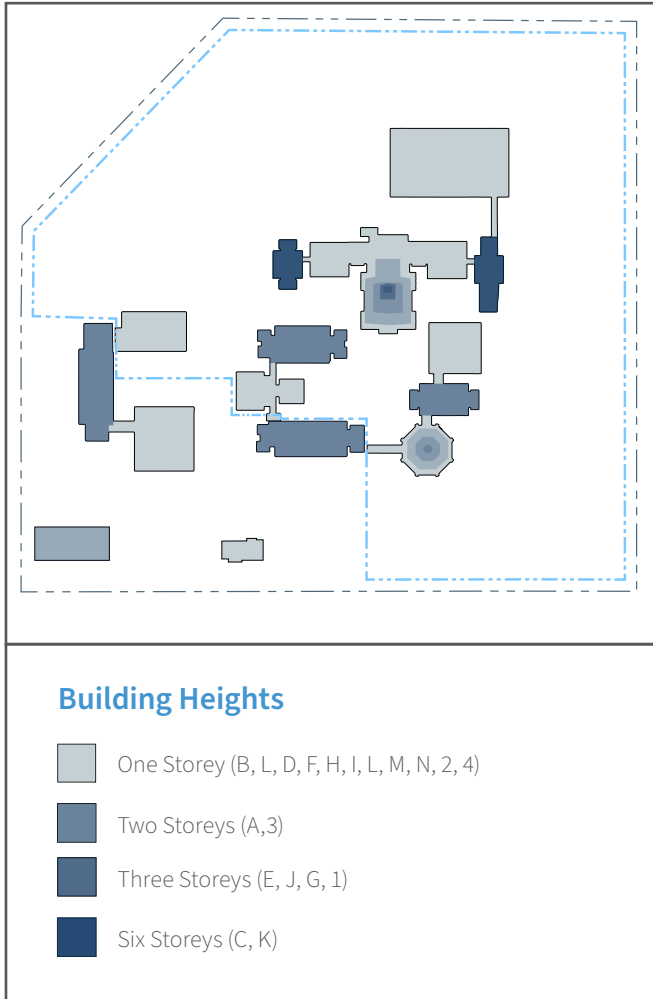 Building Heights
One Storey (B, L, D, F, H, I, L, M, N, 2, 4)
Two Storeys (A,3)
Three Storeys (E, J, G, 1)
Six Storeys (C, K)